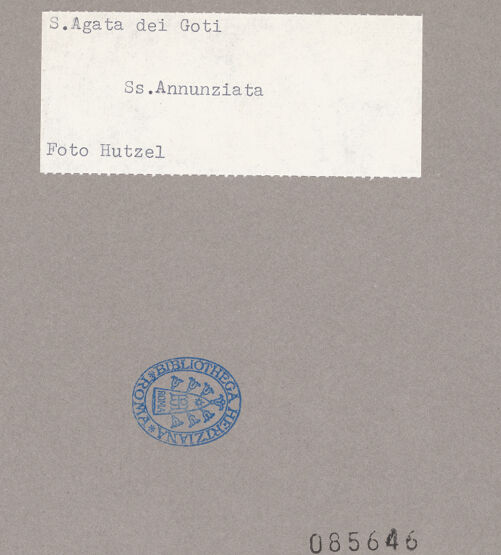 S.Agata dei Goti
Ss.Annunziata
Foto Hutzel
*BIBLIOTHECA HERTZIANA*ROMA
085646